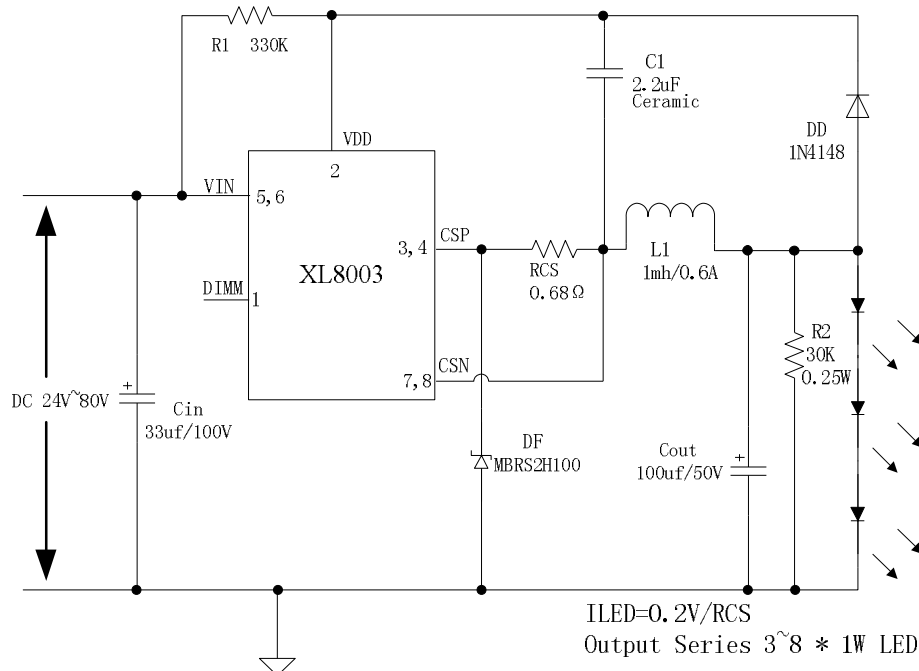 R1 330K
C1
2.2uF
Ceramic
VDD
2
DD
1N4148
VIN
5,6
CSP
3,4
XL8003
RCS
0.68Ω
L1
1mh/0.6A
DIMM
1
R2
30K
0.25W
CSN
7,8
DC 24V~80V
+
Cin
33uf/100V
DF
MBRS2H100
Cout
+
100uf/50V
ILED=0.2V/RCS
Output Series 3~8 * 1W LED